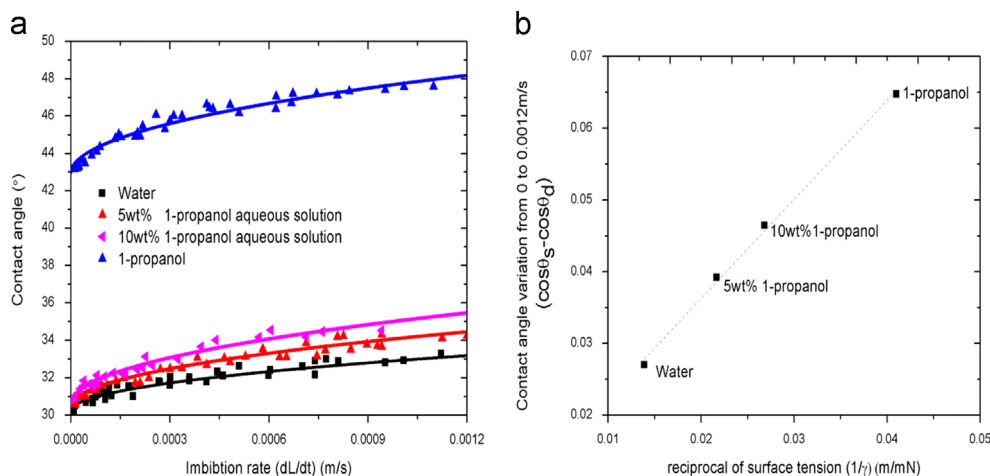 a
50
48
46
44
42
40
38
36
34
32
30
Contact angle (°)
Water
5wt% 1-propanol aqueous solution
10wt% 1-propanol aqueous solution
1-propanol
0.0000
0.0003
0.0006
0.0009
0.0012
Imbibtion rate (dL/dt) (m/s)
b
0.07
0.06
0.05
0.04
0.03
0.02
Contact angle variation from 0 to 0.0012m/s
(cosθs-cosθd)
1-propanol
10wt%1-propanol
5wt% 1-propanol
Water
0.01
0.02
0.03
0.04
0.05
reciprocal of surface tension (1/γ) (m/mN)